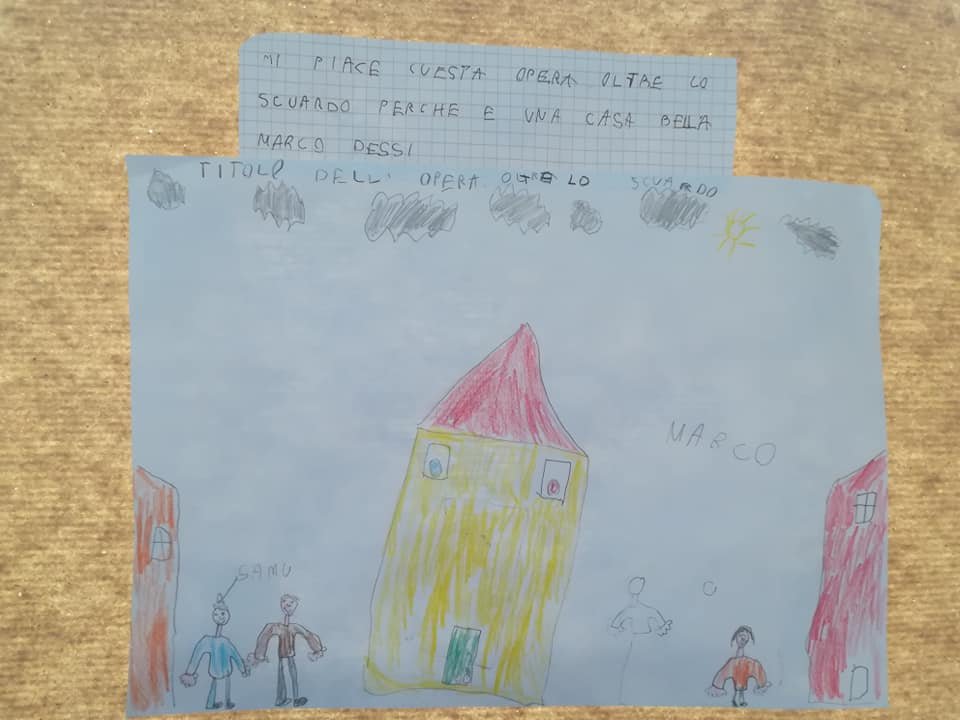 MI PIACE CUESTA OPERA OLTRE LO
SCUARDO PERCHE E UNA CASA BELLA
MARCO DESSI
TITOLO DELL' OPERA OLTRE LO SCUARDO
MARCO
SAMU